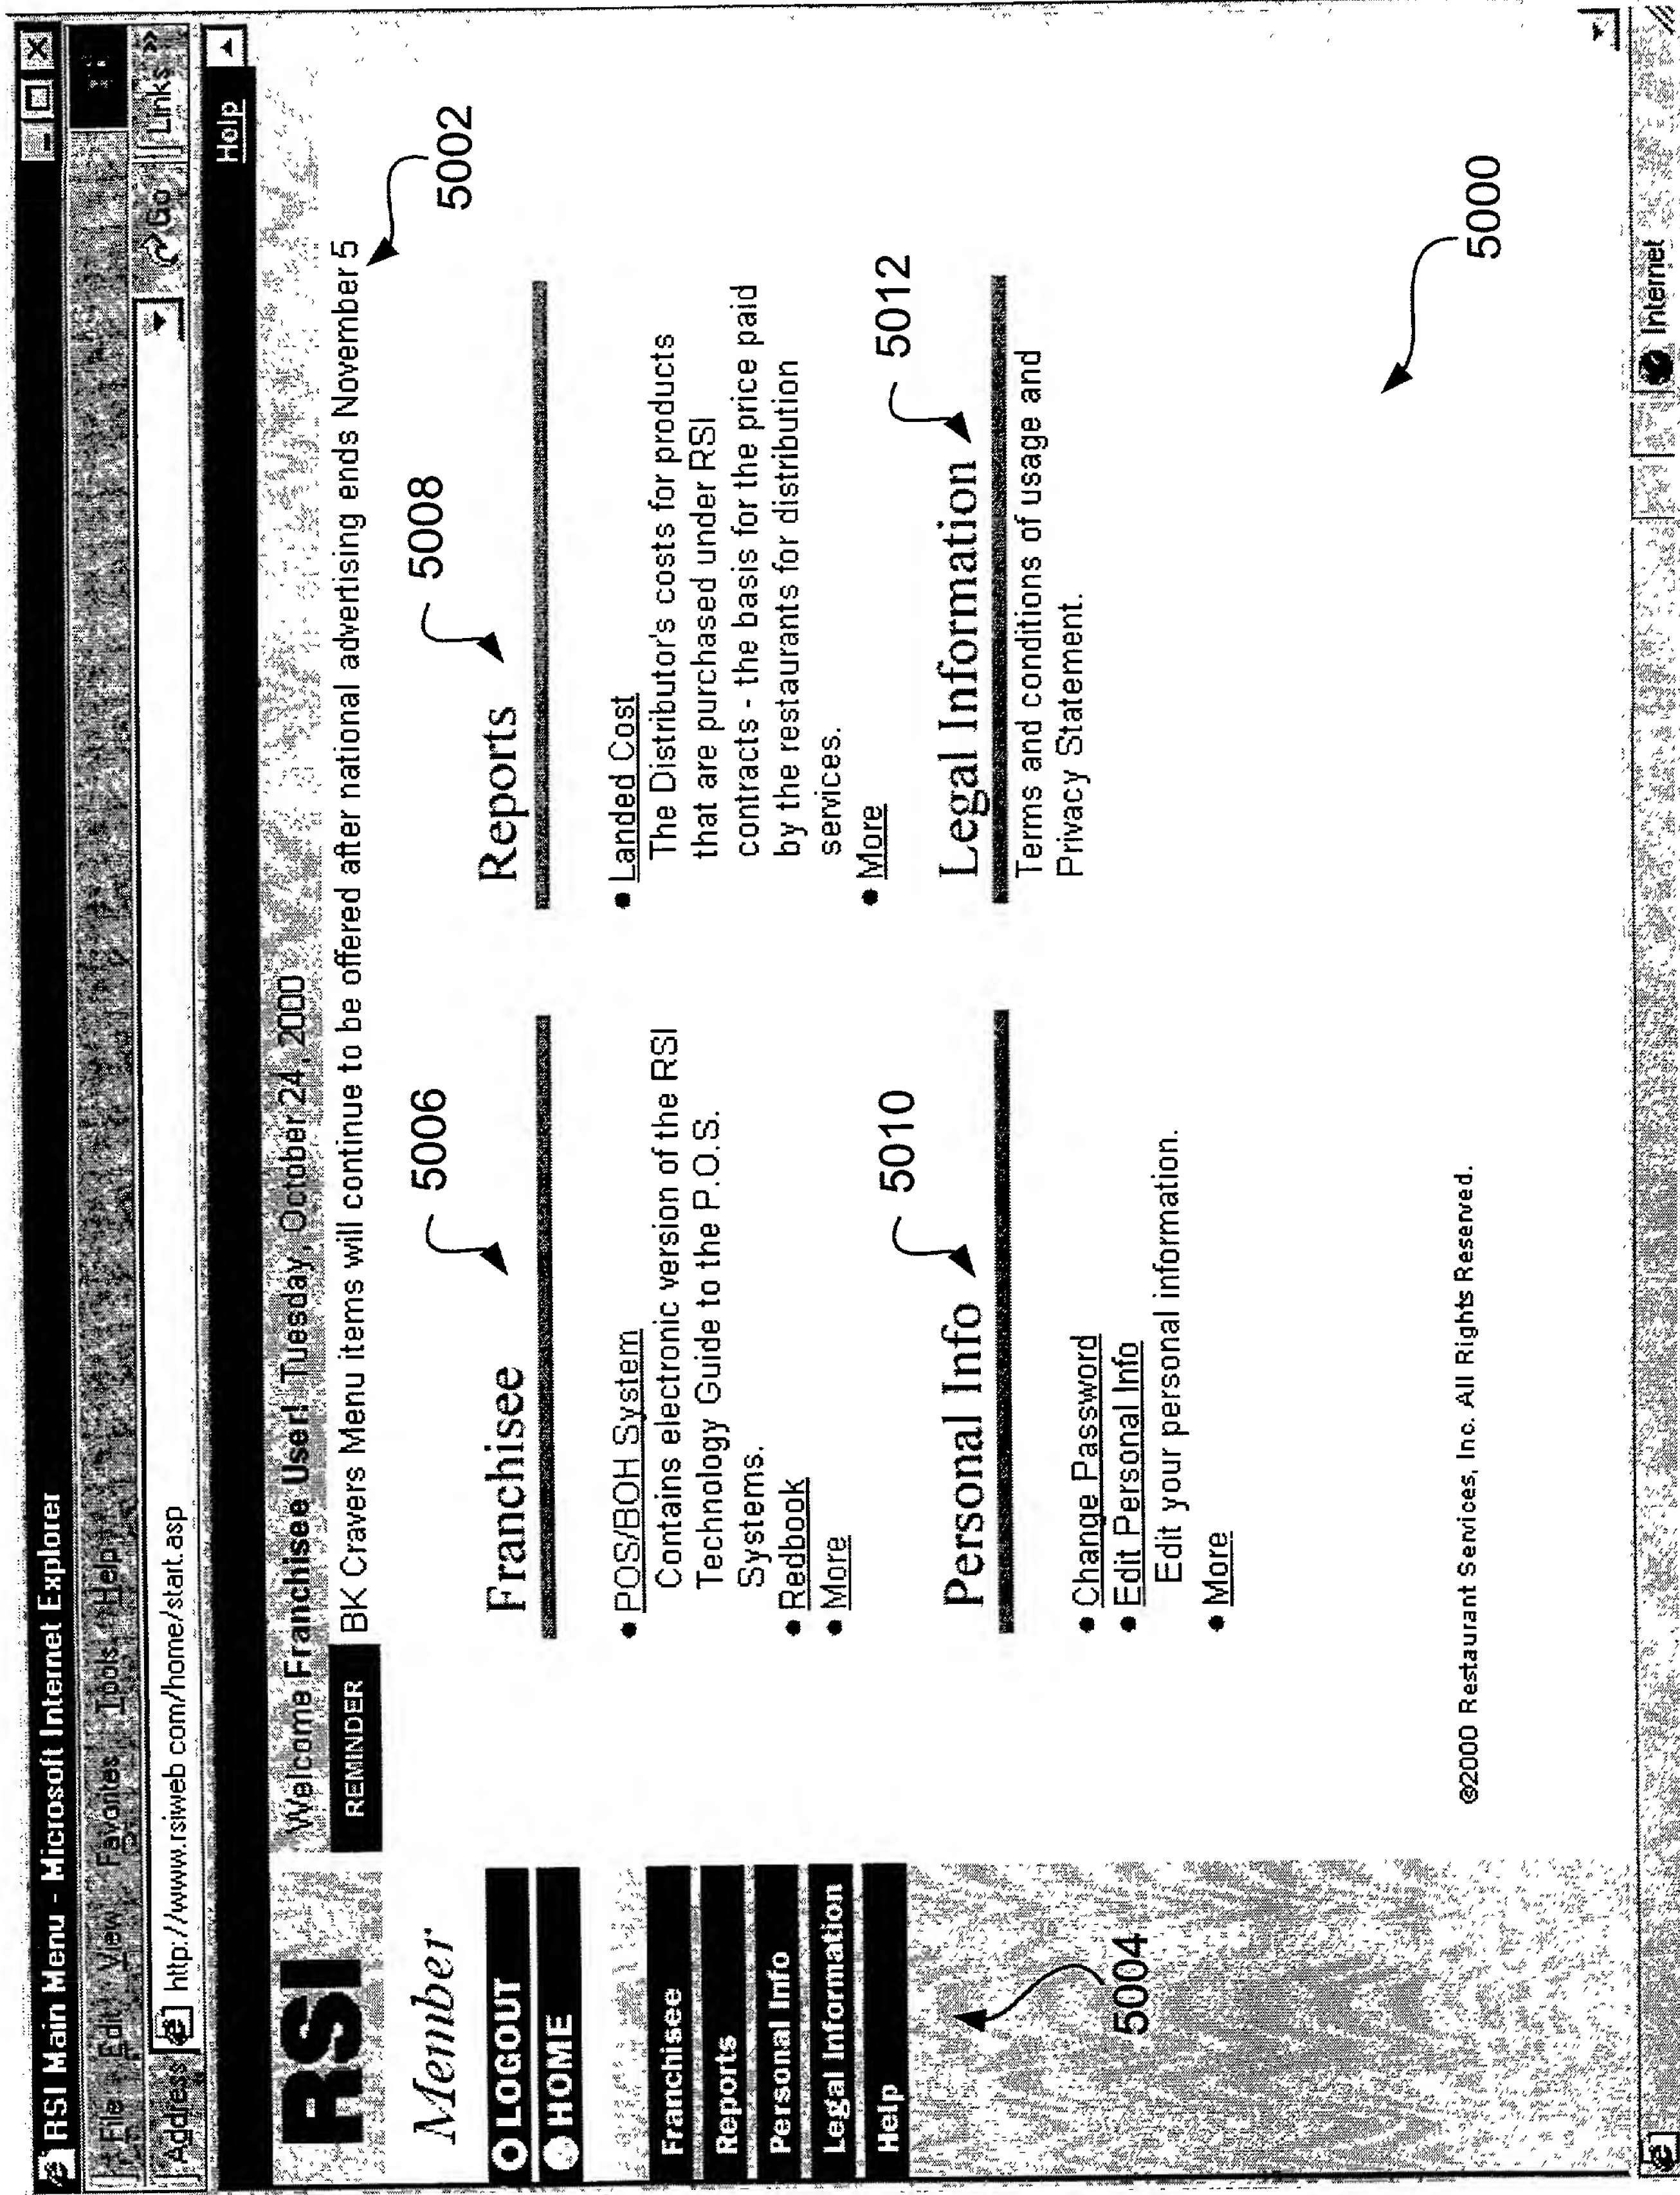 RSI Main Menu - Microsoft Internet Explorer
File Edit View Favorites Tools Help
Address http://www.rsiweb.com/home/start.asp Go Links »
Help
RSI
Welcome Franchisee User! Tuesday, October 24, 2000
REMINDER BK Cravers Menu items will continue to be offered after national advertising ends November 5
5002
Member
LOGOUT
HOME
Franchisee
Reports
Personal Info
Legal Information
Help
5004
5006
Franchisee
• POS/BOH System
Contains electronic version of the RSI
Technology Guide to the P.O.S.
Systems.
• Redbook
• More
5008
Reports
• Landed Cost
The Distributor's costs for products
that are purchased under RSI
contracts - the basis for the price paid
by the restaurants for distribution
services.
• More
5010
Personal Info
• Change Password
• Edit Personal Info
Edit your personal information.
• More
5012
Legal Information
Terms and conditions of usage and
Privacy Statement.
©2000 Restaurant Services, Inc. All Rights Reserved.
5000
Internet